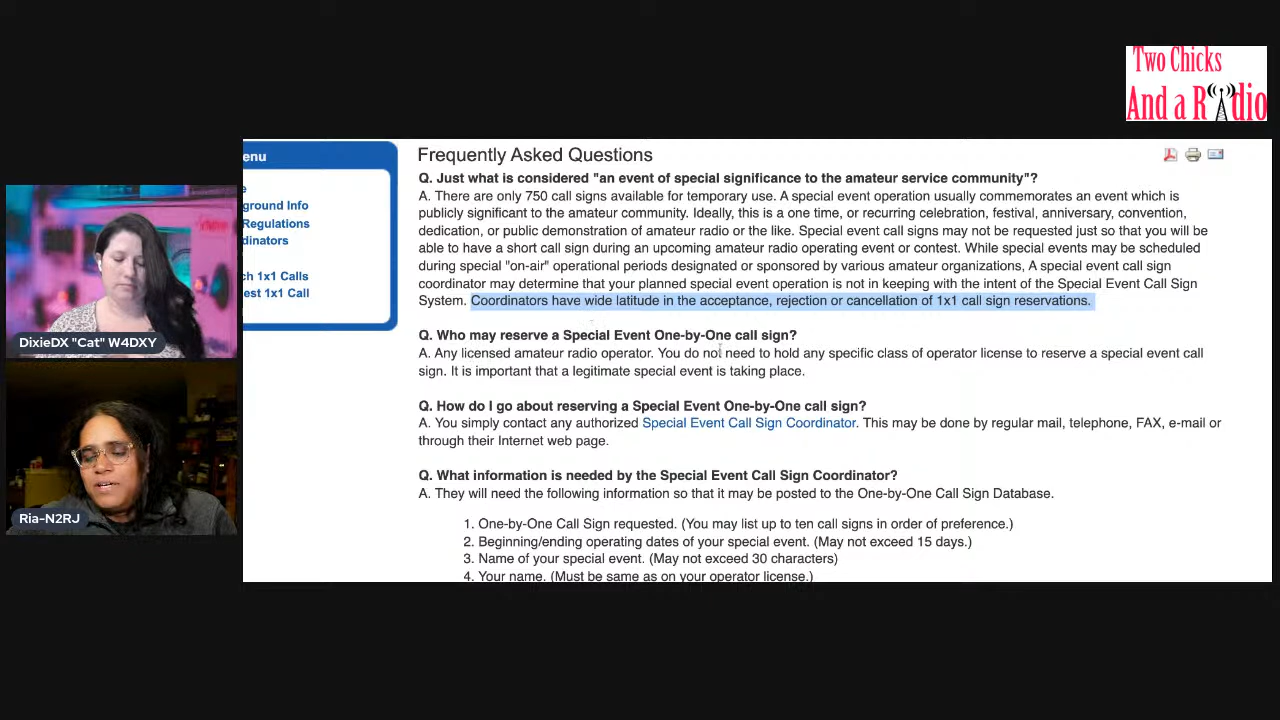 Two Chicks
And a Radio
enu
e
ground Info
Regulations
dinators
ch 1x1 Calls
est 1x1 Call
Frequently Asked Questions
Q. Just what is considered "an event of special significance to the amateur service community"?
A. There are only 750 call signs available for temporary use. A special event operation usually commemorates an event which is
publicly significant to the amateur community. Ideally, this is a one time, or recurring celebration, festival, anniversary, convention,
dedication, or public demonstration of amateur radio or the like. Special event call signs may not be requested just so that you will be
able to have a short call sign during an upcoming amateur radio operating event or contest. While special events may be scheduled
during special "on-air" operational periods designated or sponsored by various amateur organizations, A special event call sign
coordinator may determine that your planned special event operation is not in keeping with the intent of the Special Event Call Sign
System. Coordinators have wide latitude in the acceptance, rejection or cancellation of 1x1 call sign reservations.
Q. Who may reserve a Special Event One-by-One call sign?
A. Any licensed amateur radio operator. You do not need to hold any specific class of operator license to reserve a special event call
sign. It is important that a legitimate special event is taking place.
Q. How do I go about reserving a Special Event One-by-One call sign?
A. You simply contact any authorized Special Event Call Sign Coordinator. This may be done by regular mail, telephone, FAX, e-mail or
through their Internet web page.
Q. What information is needed by the Special Event Call Sign Coordinator?
A. They will need the following information so that it may be posted to the One-by-One Call Sign Database.
1. One-by-One Call Sign requested. (You may list up to ten call signs in order of preference.)
2. Beginning/ending operating dates of your special event. (May not exceed 15 days.)
3. Name of your special event. (May not exceed 30 characters)
4. Your name. (Must be same as on your operator license.)
DixieDX "Cat" W4DXY
Ria-N2RJ